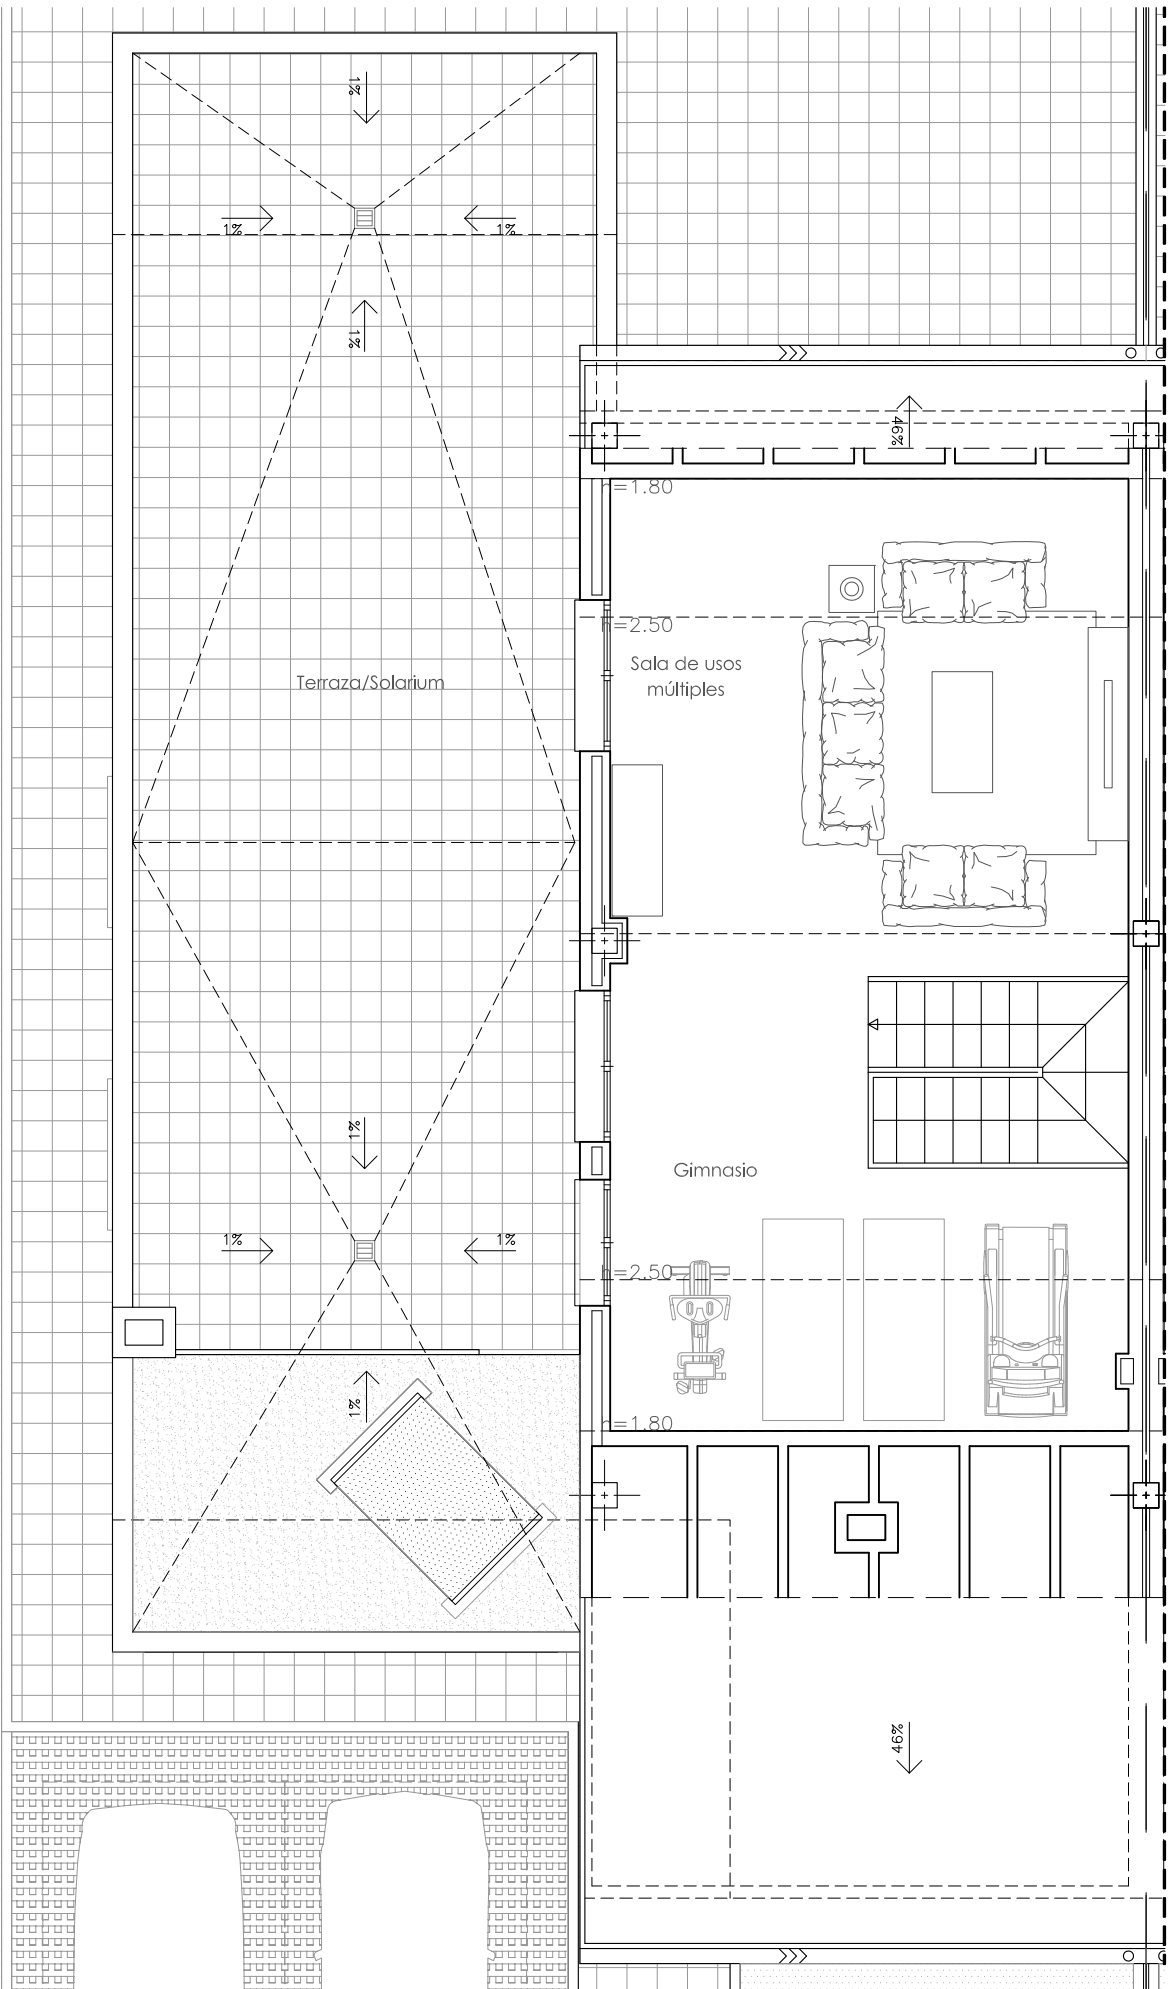 1%
1%
1%
1%
46%
h=1.80
h=2.50
Sala de usos
múltiples
Terraza/Solarium
1%
Gimnasio
1%
1%
h=2.50
1%
h=1.80
46%